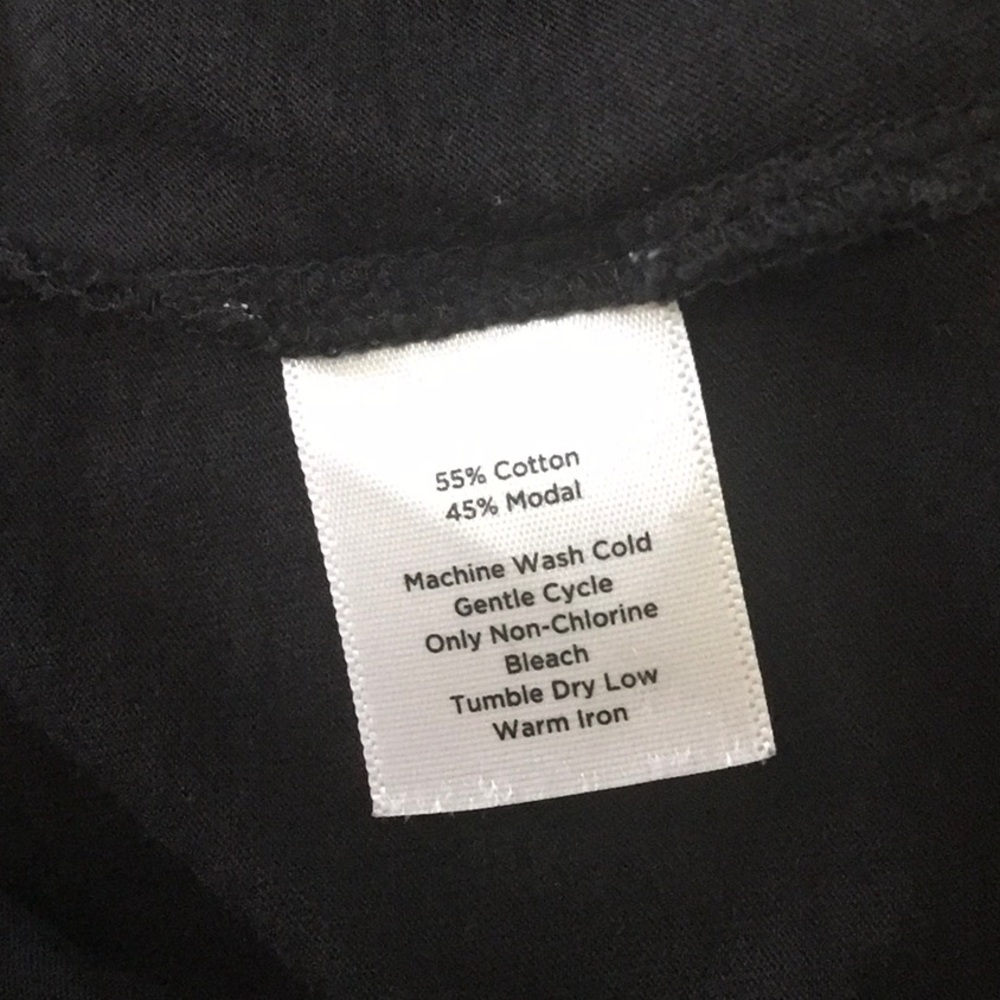 55% Cotton
45% Modal
Machine Wash Cold
Gentle Cycle
Only Non-Chlorine
Bleach
Tumble Dry Low
Warm Iron